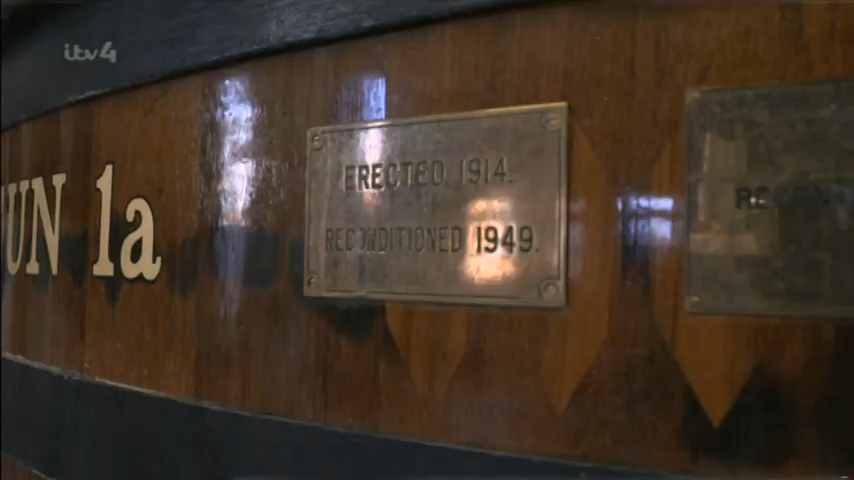 itv4
UN 1a
ERECTED. 1914.
RECONDITIONED 1949.